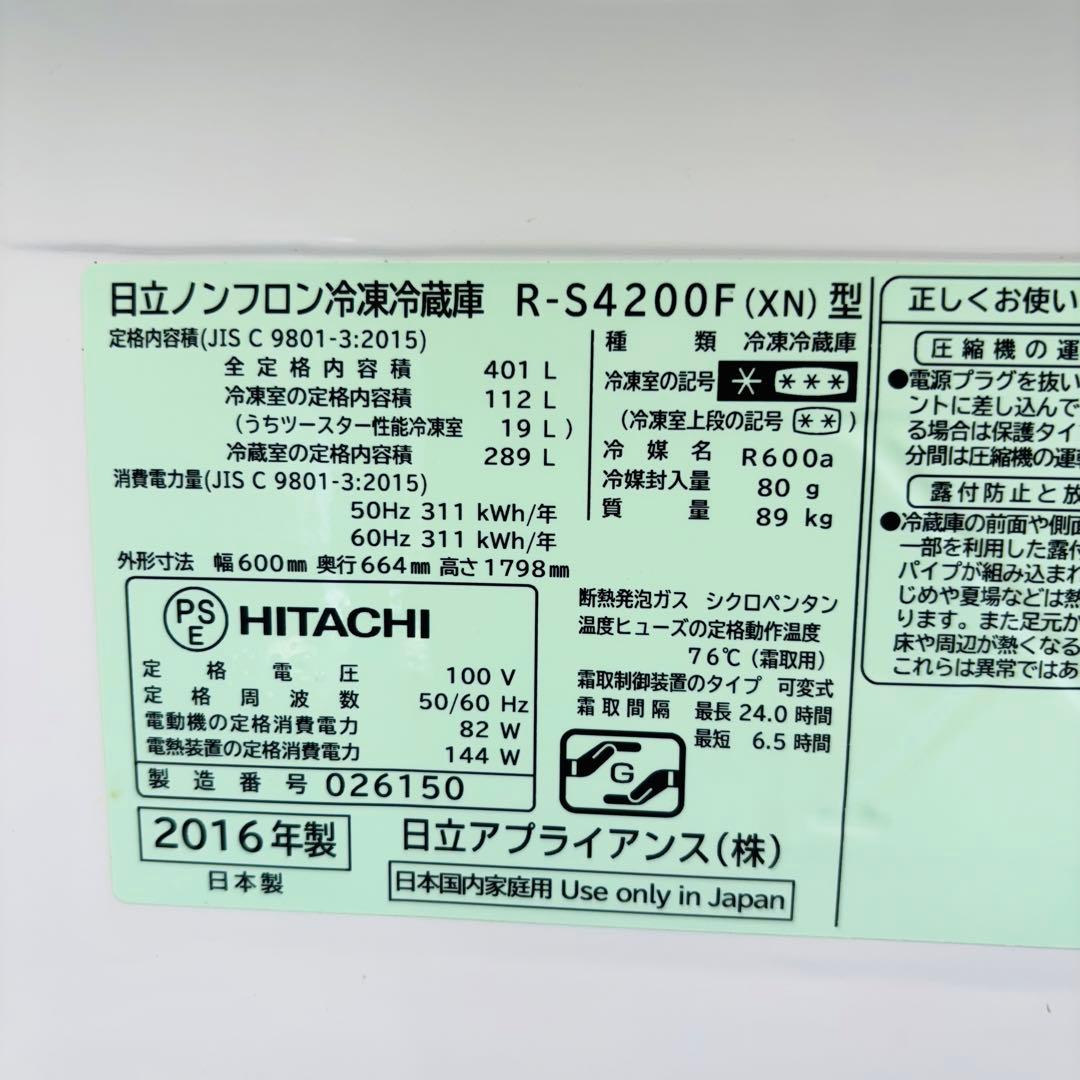 日立ノンフロン冷凍冷蔵庫 R-S4200F(XN)型
定格内容積(JIS C 9801-3:2015)
全定格内容積 401 L
冷凍室の定格内容積 112 L
(うちツースター性能冷凍室 19 L)
冷蔵室の定格内容積 289 L
消費電力量(JIS C 9801-3:2015)
50Hz 311 kWh/年
60Hz 311 kWh/年
外形寸法 幅600mm 奥行664mm 高さ1798mm
種類 冷凍冷蔵庫
冷凍室の記号 * ***
(冷凍室上段の記号 **)
冷媒名 R600a
冷媒封入量 80 g
質量 89 kg
PSE HITACHI
定格電圧 100 V
定格周波数 50/60 Hz
電動機の定格消費電力 82 W
電熱装置の定格消費電力 144 W
製造番号 026150
断熱発泡ガス シクロペンタン
温度ヒューズの定格動作温度
76℃(霜取用)
霜取制御装置のタイプ 可変式
霜取間隔 最長 24.0 時間
最短 6.5 時間
G
2016年製
日本製
日立アプライアンス(株)
日本国内家庭用 Use only in Japan
正しくお使い
圧縮機の運
●電源プラグを抜い
ントに差し込んで
る場合は保護タイ
分間は圧縮機の運
露付防止と放
●冷蔵庫の前面や側面
一部を利用した露付
パイプが組み込まれ
じめや夏場などは熱
ります。また足元か
床や周辺が熱くなる
これらは異常ではあ